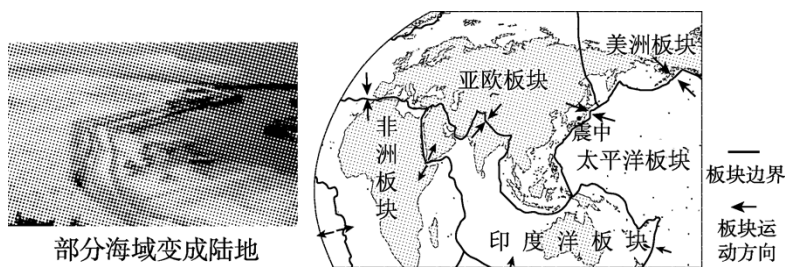 部分海域变成陆地
美洲板块
亚欧板块
非洲板块
震中
太平洋板块
印度洋板块
板块边界
板块运
动方向